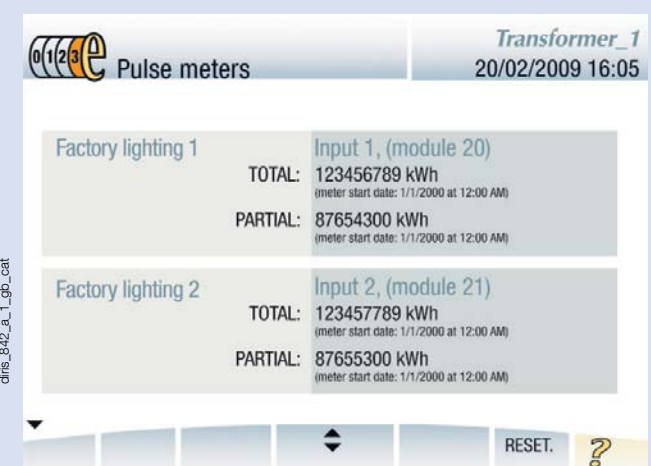 0123e Pulse meters
Transformer_1
20/02/2009 16:05
Factory lighting 1
Input 1, (module 20)
TOTAL: 123456789 kWh
(meter start date: 1/1/2000 at 12:00 AM)
PARTIAL: 87654300 kWh
(meter start date: 1/1/2000 at 12:00 AM)
Factory lighting 2
Input 2, (module 21)
TOTAL: 123457789 kWh
(meter start date: 1/1/2000 at 12:00 AM)
PARTIAL: 87655300 kWh
(meter start date: 1/1/2000 at 12:00 AM)
RESET. ?
diris_842_a_1_gb_cat